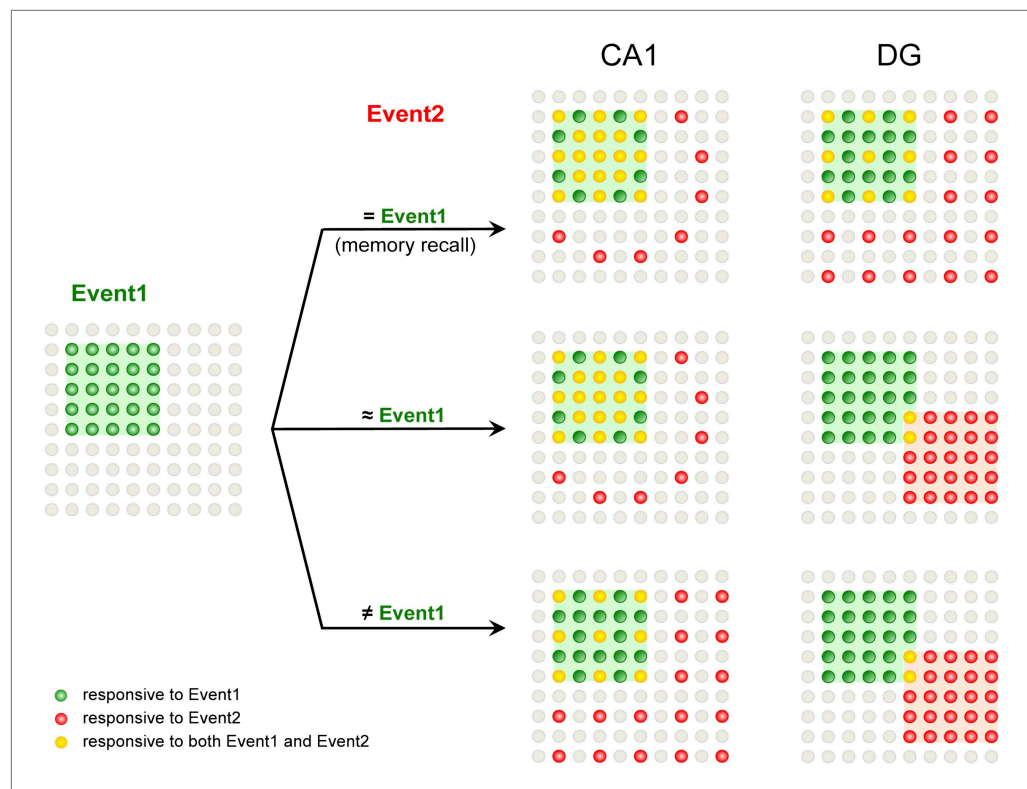 CA1
DG
Event2
= Event1
(memory recall)
Event1
≈ Event1
≠ Event1
responsive to Event1
responsive to Event2
responsive to both Event1 and Event2